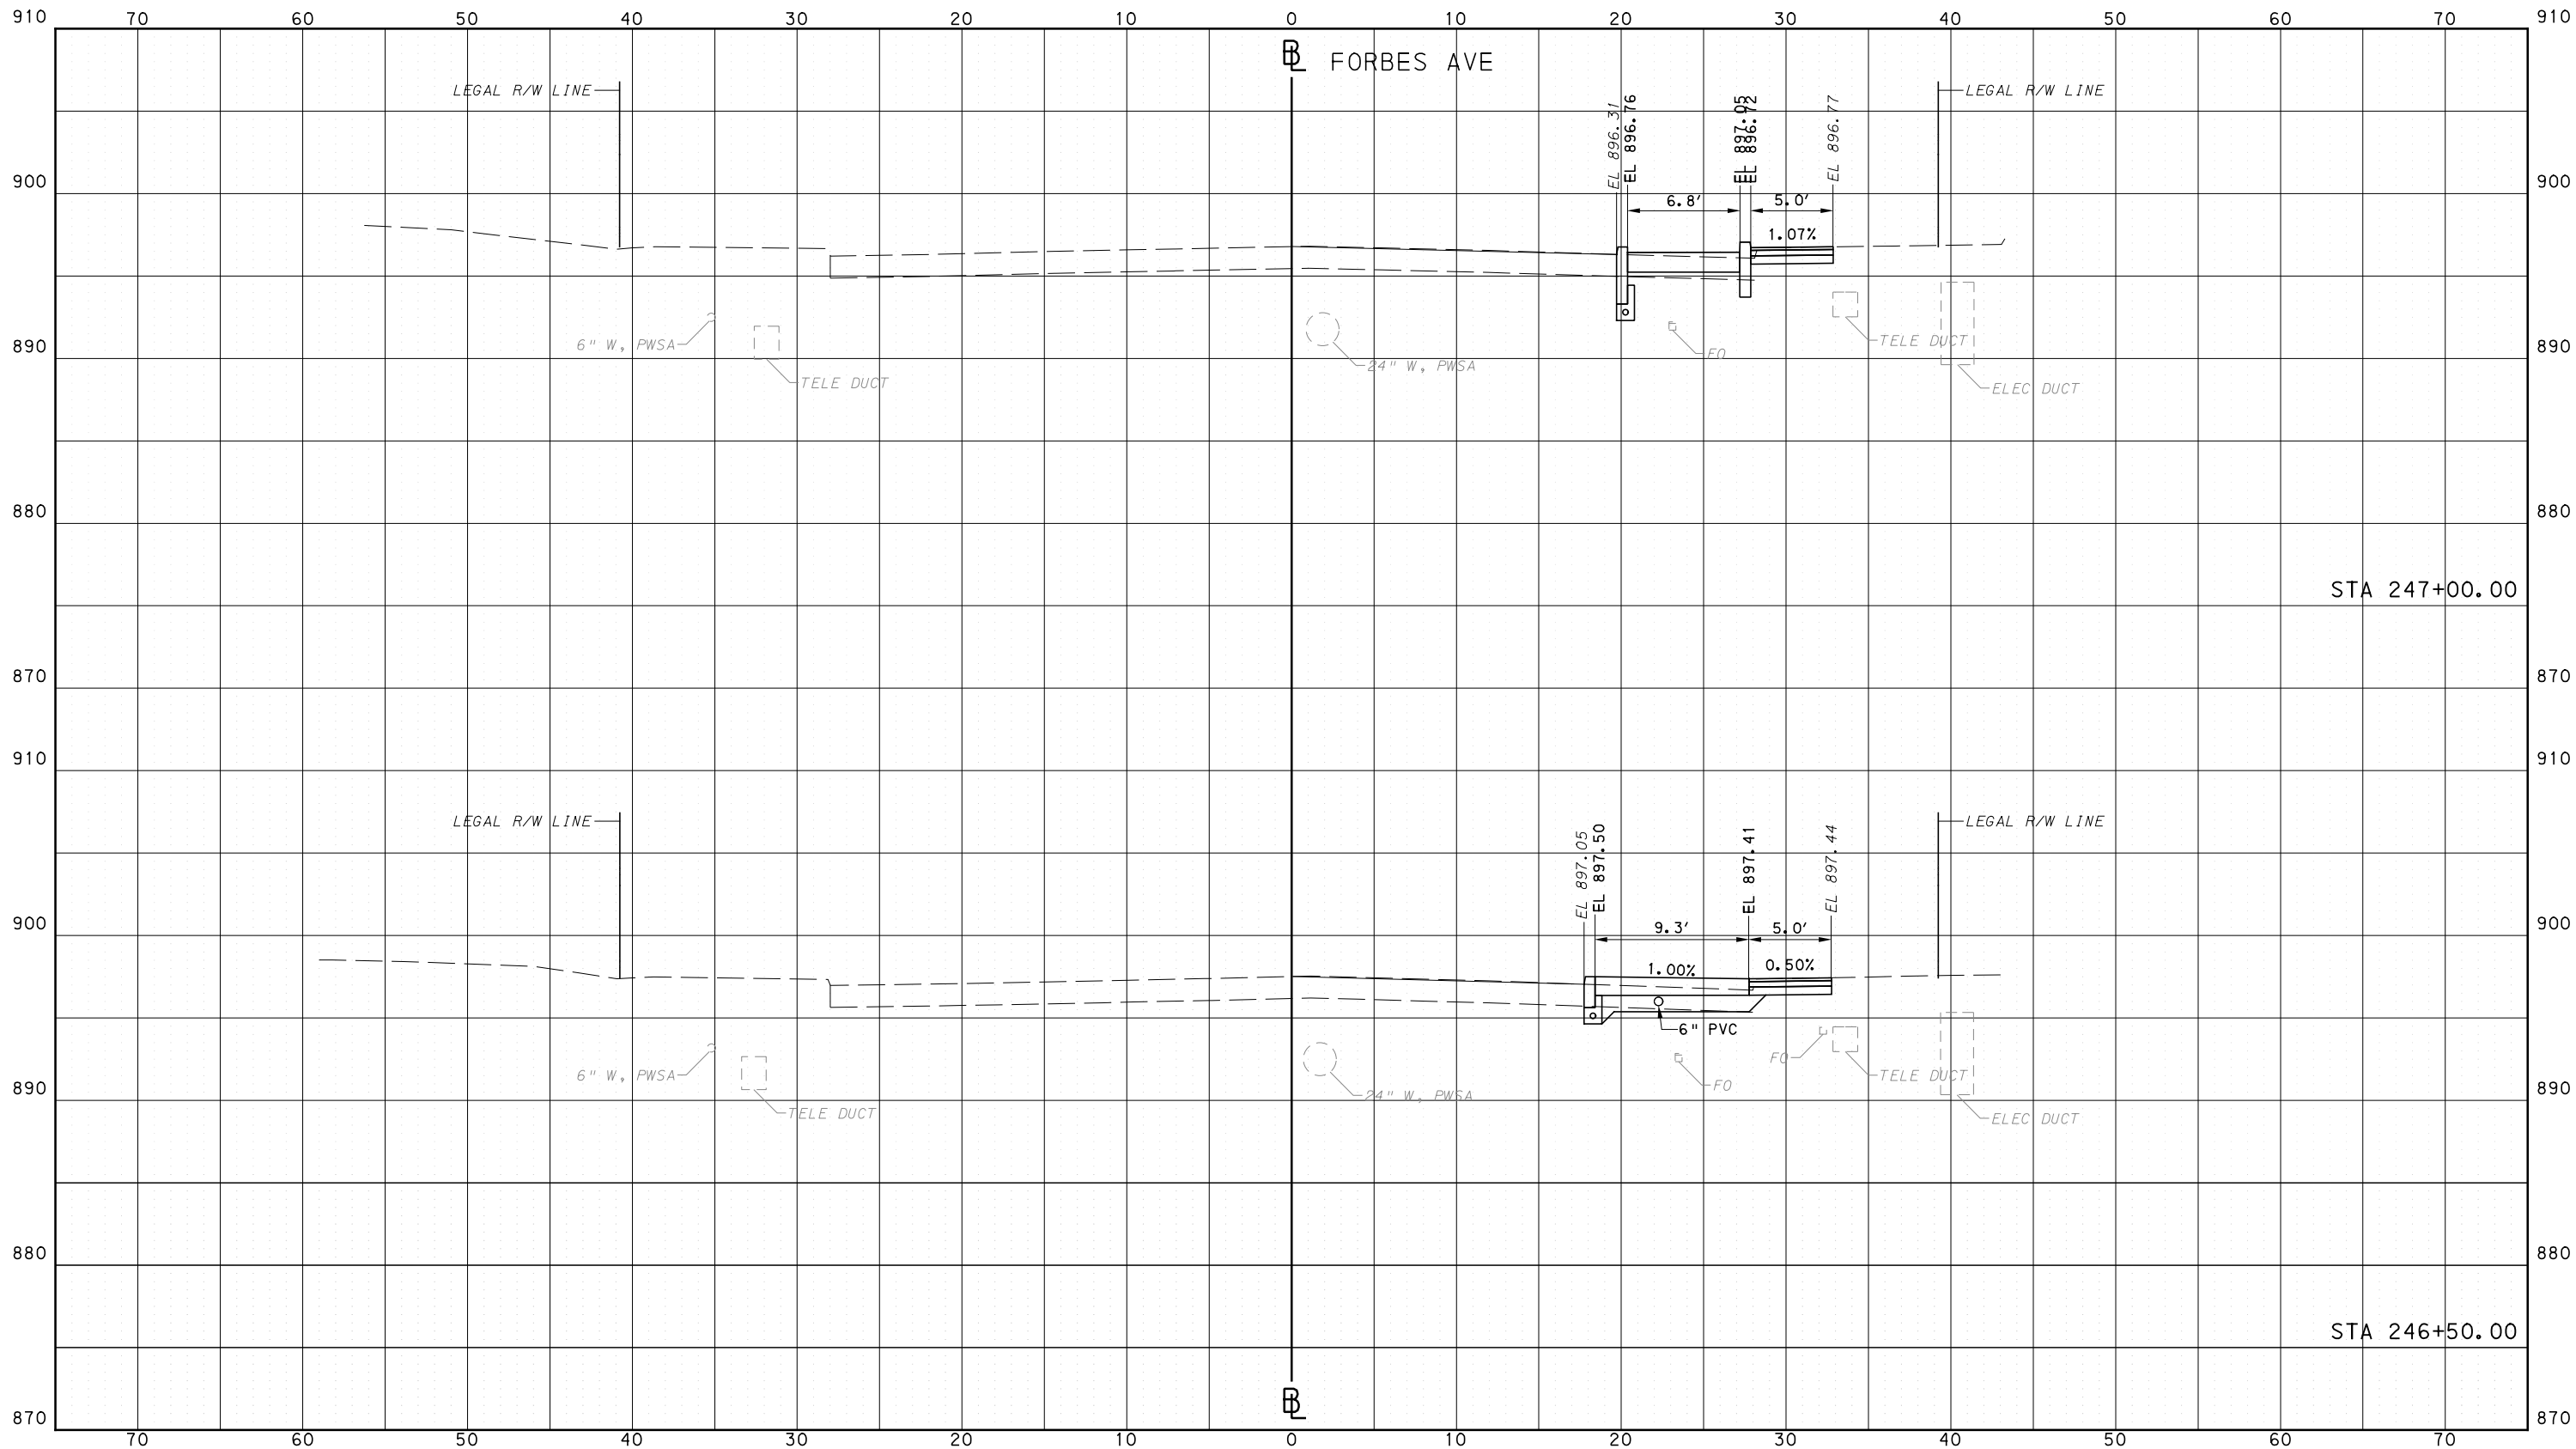 910 70 60 50 40 30 20 10 0 10 20 30 40 50 60 70 910
BL FORBES AVE
LEGAL R/W LINE
LEGAL R/W LINE
EL 896.31
EL 896.76
EL 897.05
EL 896.72
EL 896.77
900 900
6.8' 5.0'
1.07%
6" W, PWSA
TELE DUCT
24" W, PWSA
FO
TELE DUCT
ELEC DUCT
890 890
880 880
STA 247+00.00
870 870
910 910
LEGAL R/W LINE
LEGAL R/W LINE
EL 897.05
EL 897.50
EL 897.41
EL 897.44
900 900
9.3' 5.0'
1.00% 0.50%
6" PVC
6" W, PWSA
TELE DUCT
24" W, PWSA
FO
FO
TELE DUCT
ELEC DUCT
890 890
880 880
STA 246+50.00
BL
870 870
70 60 50 40 30 20 10 0 10 20 30 40 50 60 70